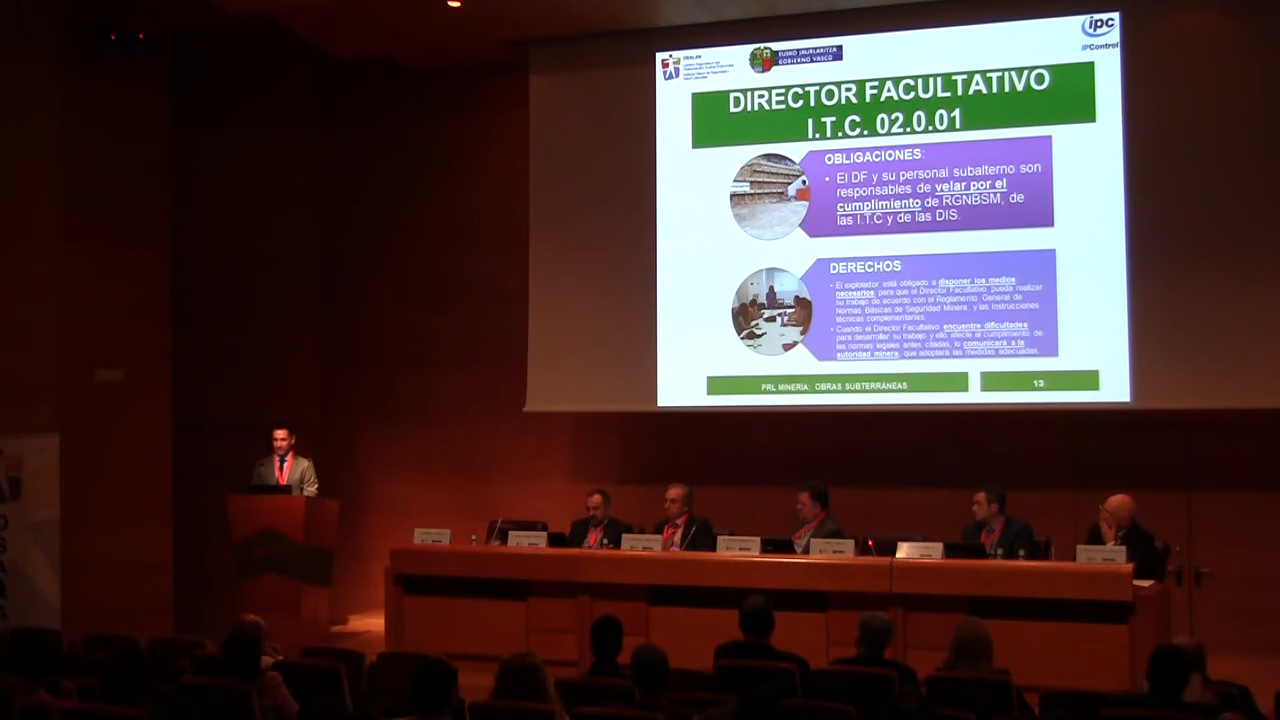 OSALAN
EUSKO JAURLARITZA
GOBIERNO VASCO
ipc
IPControl
DIRECTOR FACULTATIVO
I.T.C. 02.0.01
OBLIGACIONES:
• El DF y su personal subalterno son
responsables de velar por el
cumplimiento de RGNBSM, de
las I.T.C y de las DIS.
DERECHOS
• El explotador está obligado a disponer los medios
necesarios para que el Director Facultativo pueda realizar
su trabajo de acuerdo con el Reglamento General de
Normas Básicas de Seguridad Minera y las Instrucciones
técnicas complementarias.
• Cuando el Director Facultativo encuentre dificultades
para desarrollar su trabajo y ello afecte al cumplimiento de
las normas legales antes citadas, lo comunicará a la
autoridad minera, que adoptará las medidas adecuadas.
PRL MINERIA: OBRAS SUBTERRÁNEAS
13